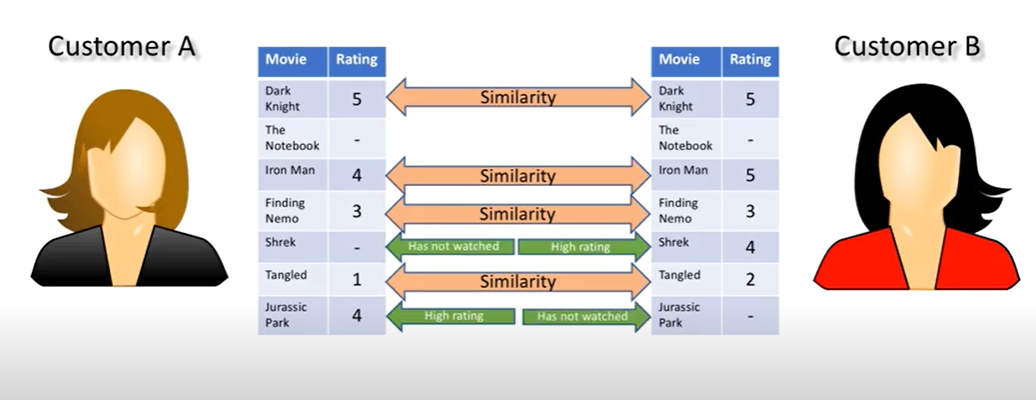 Customer A
Customer B
Movie Rating
Dark Knight 5
The Notebook -
Iron Man 4
Finding Nemo 3
Shrek -
Tangled 1
Jurassic Park 4
Similarity
Similarity
Similarity
Has not watched High rating
Similarity
High rating Has not watched
Movie Rating
Dark Knight 5
The Notebook -
Iron Man 5
Finding Nemo 3
Shrek 4
Tangled 2
Jurassic Park -